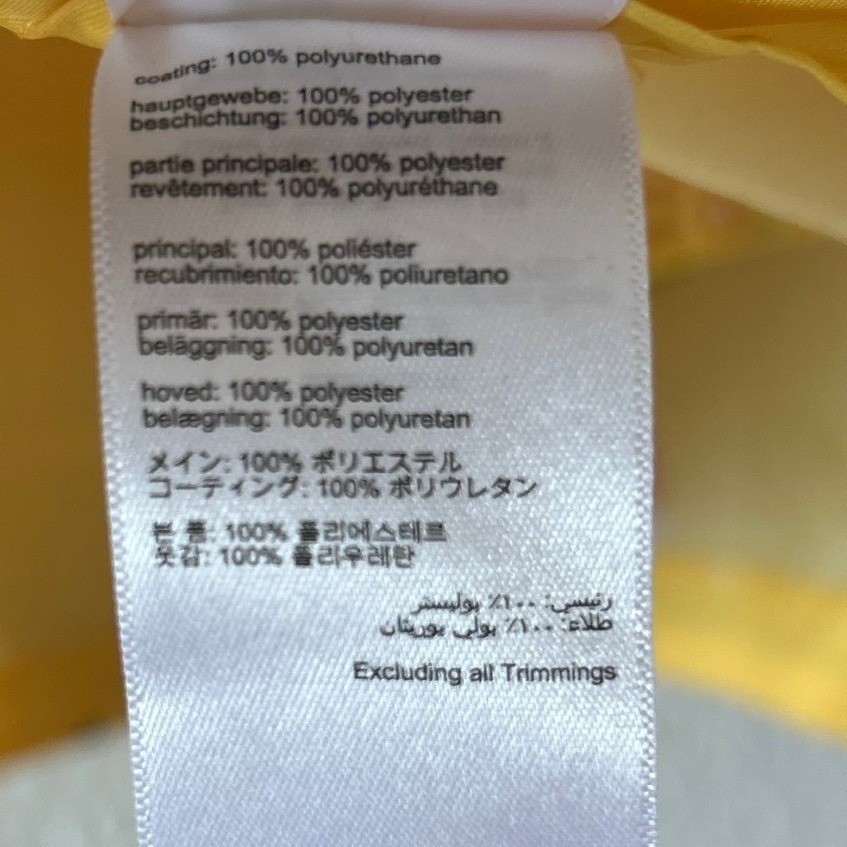 coating: 100% polyurethane
hauptgewebe: 100% polyester
beschichtung: 100% polyurethan
partie principale: 100% polyester
revêtement: 100% polyuréthane
principal: 100% poliéster
recubrimiento: 100% poliuretano
primär: 100% polyester
beläggning: 100% polyuretan
hoved: 100% polyester
belægning: 100% polyuretan
メイン: 100% ポリエステル
コーティング: 100% ポリウレタン
본 품: 100% 폴리에스테르
옷감: 100% 폴리우레탄
رئيسي: ١٠٠٪ بوليستر
طلاء: ١٠٠٪ بولي يوريثان
Excluding all Trimmings